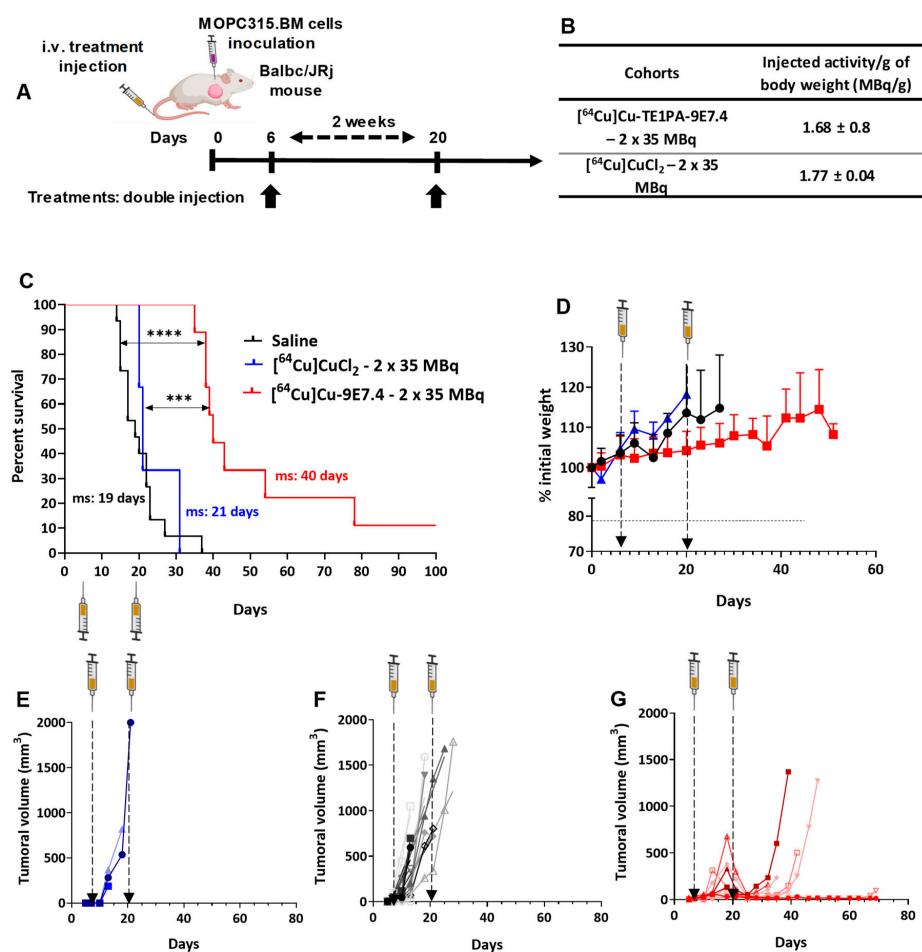 A
i.v. treatment
injection
MOPC315.BM cells
inoculation
Balbc/JRj
mouse
Days
0
6
2 weeks
20
Treatments: double injection
B
Cohorts
Injected activity/g of
body weight (MBq/g)
[⁶⁴Cu]Cu-TE1PA-9E7.4
– 2 x 35 MBq
1.68 ± 0.8
[⁶⁴Cu]CuCl₂ – 2 x 35
MBq
1.77 ± 0.04
C
Percent survival
100
90
80
70
60
50
40
30
20
10
0
****
***
Saline
[⁶⁴Cu]CuCl₂ - 2 x 35 MBq
[⁶⁴Cu]Cu-9E7.4 - 2 x 35 MBq
ms: 19 days
ms: 21 days
ms: 40 days
0 10 20 30 40 50 60 70 80 90 100
Days
D
% initial weight
130
120
110
100
80
70
0 20 40 60
Days
E
Tumoral volume (mm³)
2000
1500
1000
500
0
0 20 40 60 80
Days
F
Tumoral volume (mm³)
2000
1500
1000
500
0
0 20 40 60 80
Days
G
Tumoral volume (mm³)
2000
1500
1000
500
0
0 20 40 60 80
Days